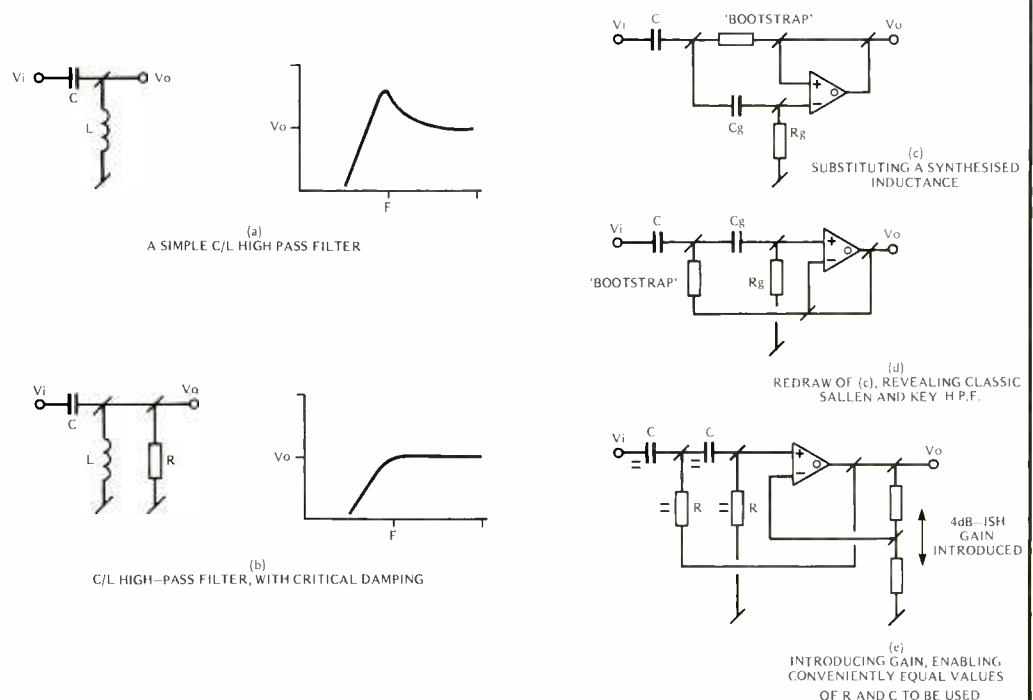 Vi
C
Vo
L
Vo
F
(a)
A SIMPLE C/L HIGH PASS FILTER
Vi
C
Vo
L
R
Vo
F
(b)
C/L HIGH-PASS FILTER, WITH CRITICAL DAMPING
Vi
C
'BOOTSTRAP'
Vo
+
−
Cg
Rg
(c)
SUBSTITUTING A SYNTHESISED
INDUCTANCE
Vi
C
Cg
Vo
+
−
'BOOTSTRAP'
Rg
(d)
REDRAW OF (c), REVEALING CLASSIC
SALLEN AND KEY H.P.F.
Vi
C
C
Vo
=
=
+
−
=
R
=
R
4dB-ISH
GAIN
INTRODUCED
(e)
INTRODUCING GAIN, ENABLING
CONVENIENTLY EQUAL VALUES
OF R AND C TO BE USED